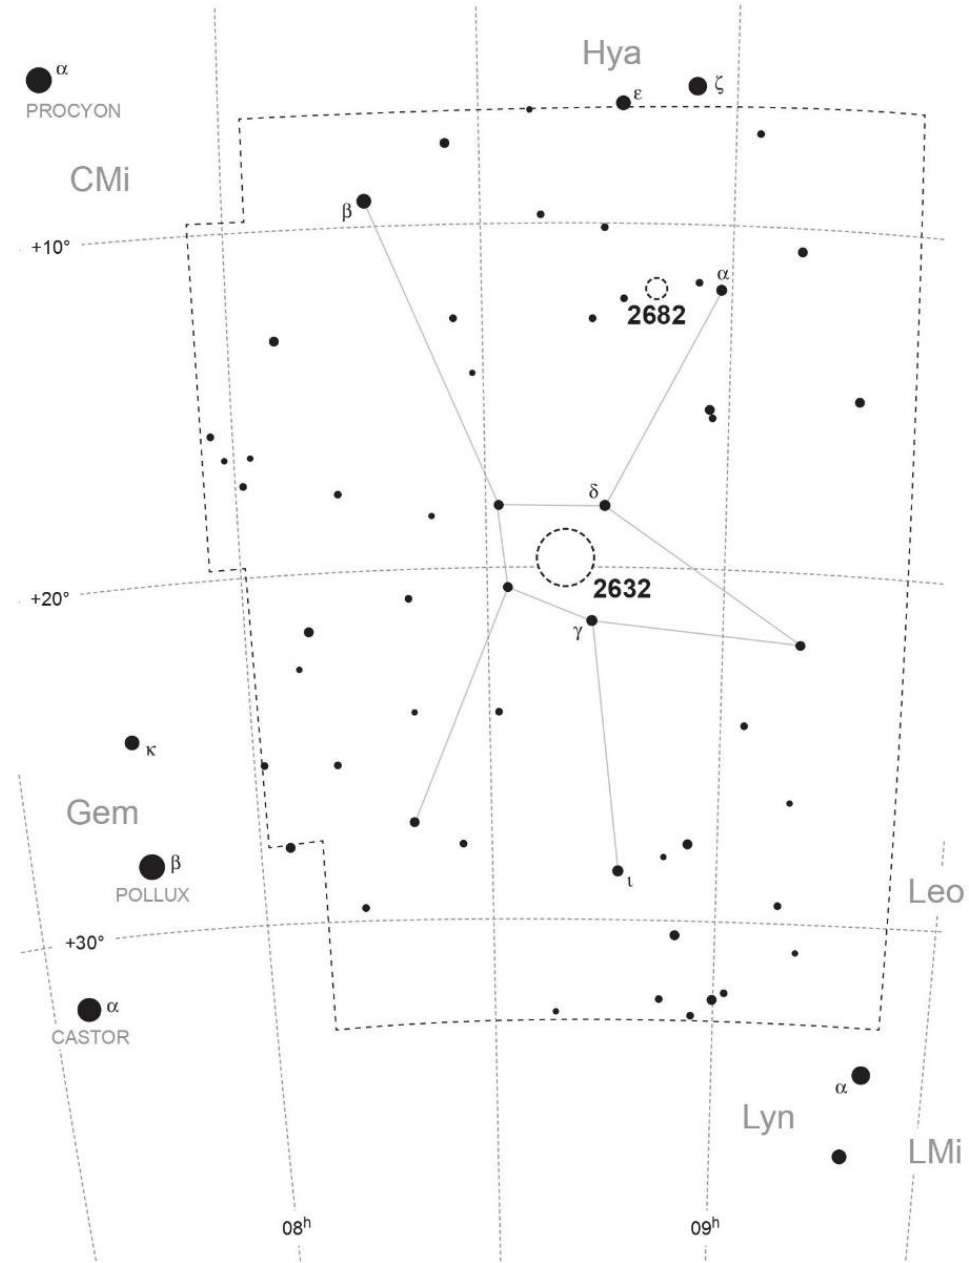 Hya
α
ε
ζ
PROCYON
CMi
β
+10°
α
2682
δ
2632
+20°
γ
κ
Gem
β
POLLUX
ι
Leo
+30°
α
CASTOR
α
Lyn
LMi
08h
09h